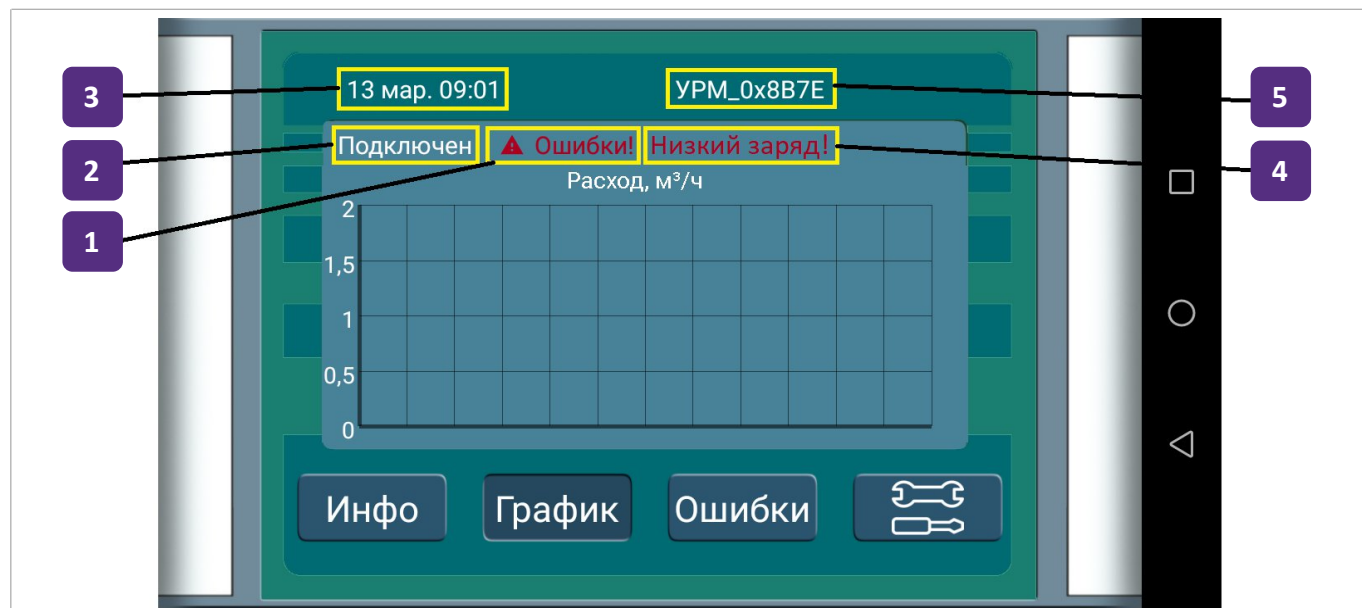 3
13 мар. 09:01
УРМ_0x8B7E
5
2
Подключен
Ошибки!
Низкий заряд!
4
1
Расход, м³/ч
2
1,5
1
0,5
0
Инфо
График
Ошибки